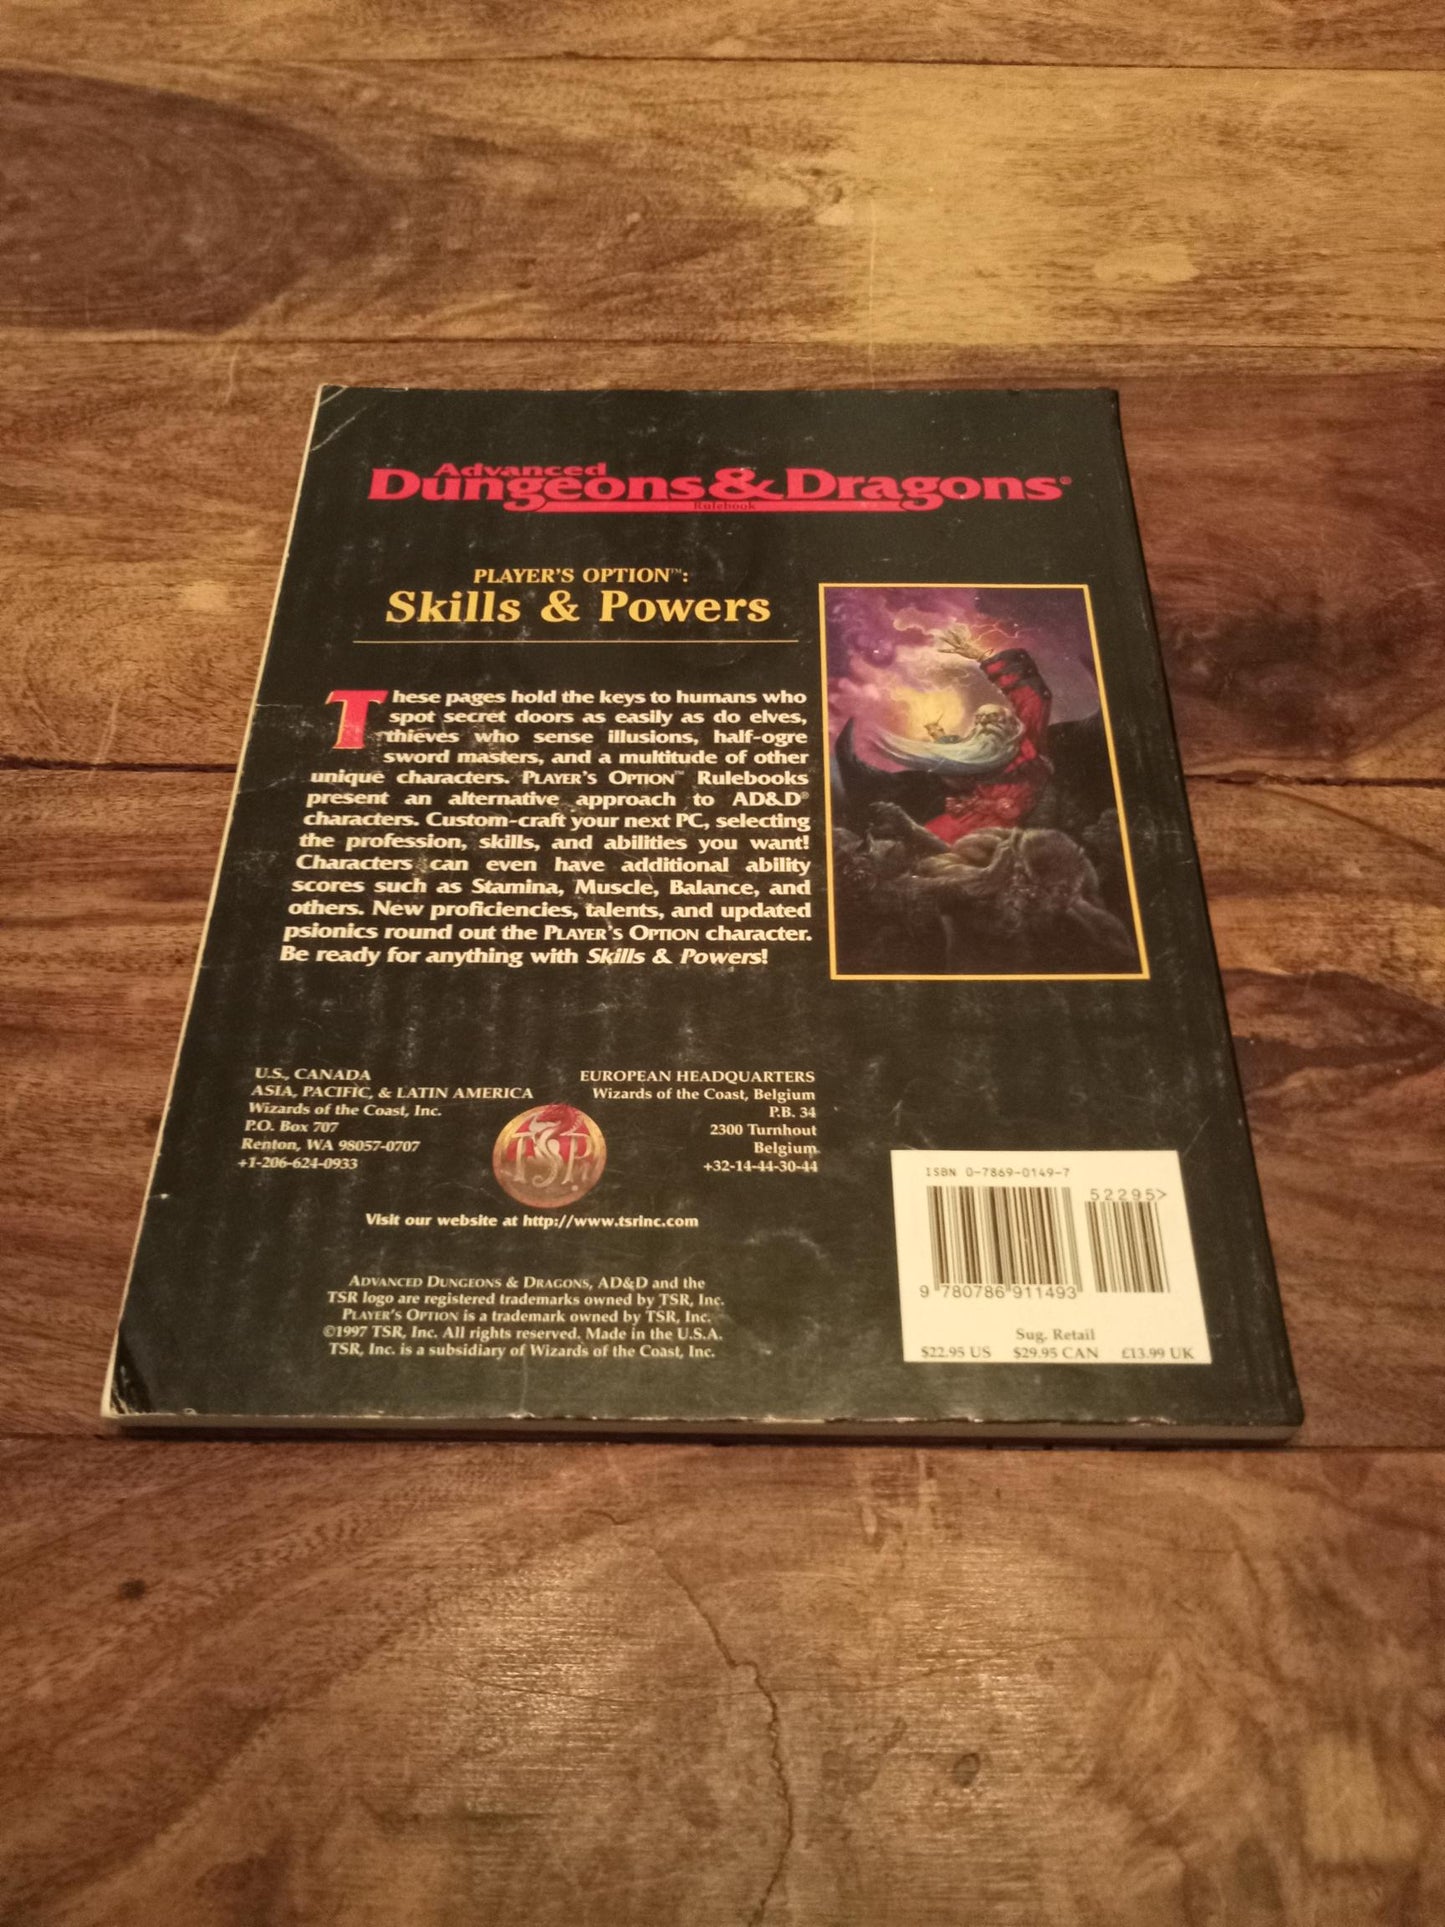 Advanced
Dungeons & Dragons®
Rulebook
PLAYER'S OPTION™:
Skills & Powers
These pages hold the keys to humans who
spot secret doors as easily as do elves,
thieves who sense illusions, half-ogre
sword masters, and a multitude of other
unique characters. PLAYER'S OPTION™ Rulebooks
present an alternative approach to AD&D®
characters. Custom-craft your next PC, selecting
the profession, skills, and abilities you want!
Characters can even have additional ability
scores such as Stamina, Muscle, Balance, and
others. New proficiencies, talents, and updated
psionics round out the PLAYER'S OPTION character.
Be ready for anything with Skills & Powers!
U.S., CANADA
ASIA, PACIFIC, & LATIN AMERICA
Wizards of the Coast, Inc.
P.O. Box 707
Renton, WA 98057-0707
+1-206-624-0933
TSR
EUROPEAN HEADQUARTERS
Wizards of the Coast, Belgium
P.B. 34
2300 Turnhout
Belgium
+32-14-44-30-44
Visit our website at http://www.tsrinc.com
ADVANCED DUNGEONS & DRAGONS, AD&D and the
TSR logo are registered trademarks owned by TSR, Inc.
PLAYER'S OPTION is a trademark owned by TSR, Inc.
©1997 TSR, Inc. All rights reserved. Made in the U.S.A.
TSR, Inc. is a subsidiary of Wizards of the Coast, Inc.
ISBN 0-7869-0149-7
52295>
9 780786 911493
Sug. Retail
$22.95 US $29.95 CAN £13.99 UK